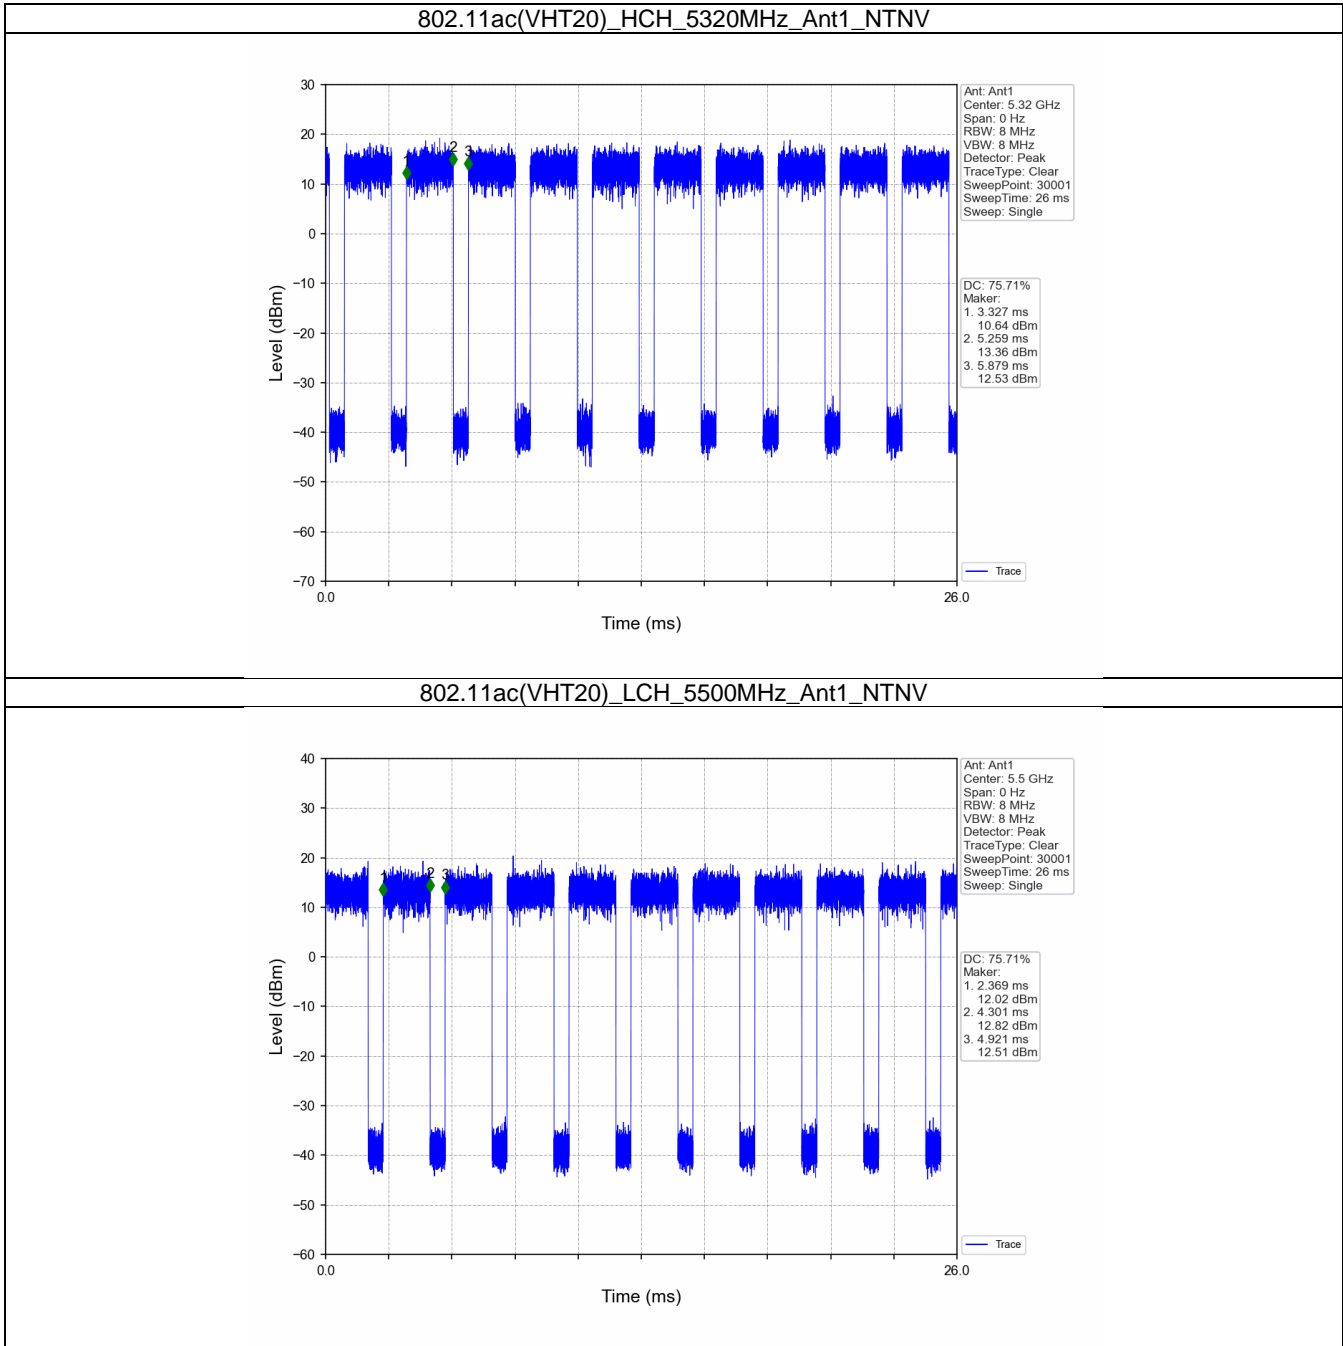 802.11ac(VHT20)_HCH_5320MHz_Ant1_NTNV
30
20
10
0
−10
−20
−30
−40
−50
−60
−70
Level (dBm)
1
2
3
0.0
26.0
Time (ms)
Ant: Ant1
Center: 5.32 GHz
Span: 0 Hz
RBW: 8 MHz
VBW: 8 MHz
Detector: Peak
TraceType: Clear
SweepPoint: 30001
SweepTime: 26 ms
Sweep: Single
DC: 75.71%
Maker:
1. 3.327 ms
10.64 dBm
2. 5.259 ms
13.36 dBm
3. 5.879 ms
12.53 dBm
Trace
802.11ac(VHT20)_LCH_5500MHz_Ant1_NTNV
40
30
20
10
0
−10
−20
−30
−40
−50
−60
Level (dBm)
1
2
3
0.0
26.0
Time (ms)
Ant: Ant1
Center: 5.5 GHz
Span: 0 Hz
RBW: 8 MHz
VBW: 8 MHz
Detector: Peak
TraceType: Clear
SweepPoint: 30001
SweepTime: 26 ms
Sweep: Single
DC: 75.71%
Maker:
1. 2.369 ms
12.02 dBm
2. 4.301 ms
12.82 dBm
3. 4.921 ms
12.51 dBm
Trace